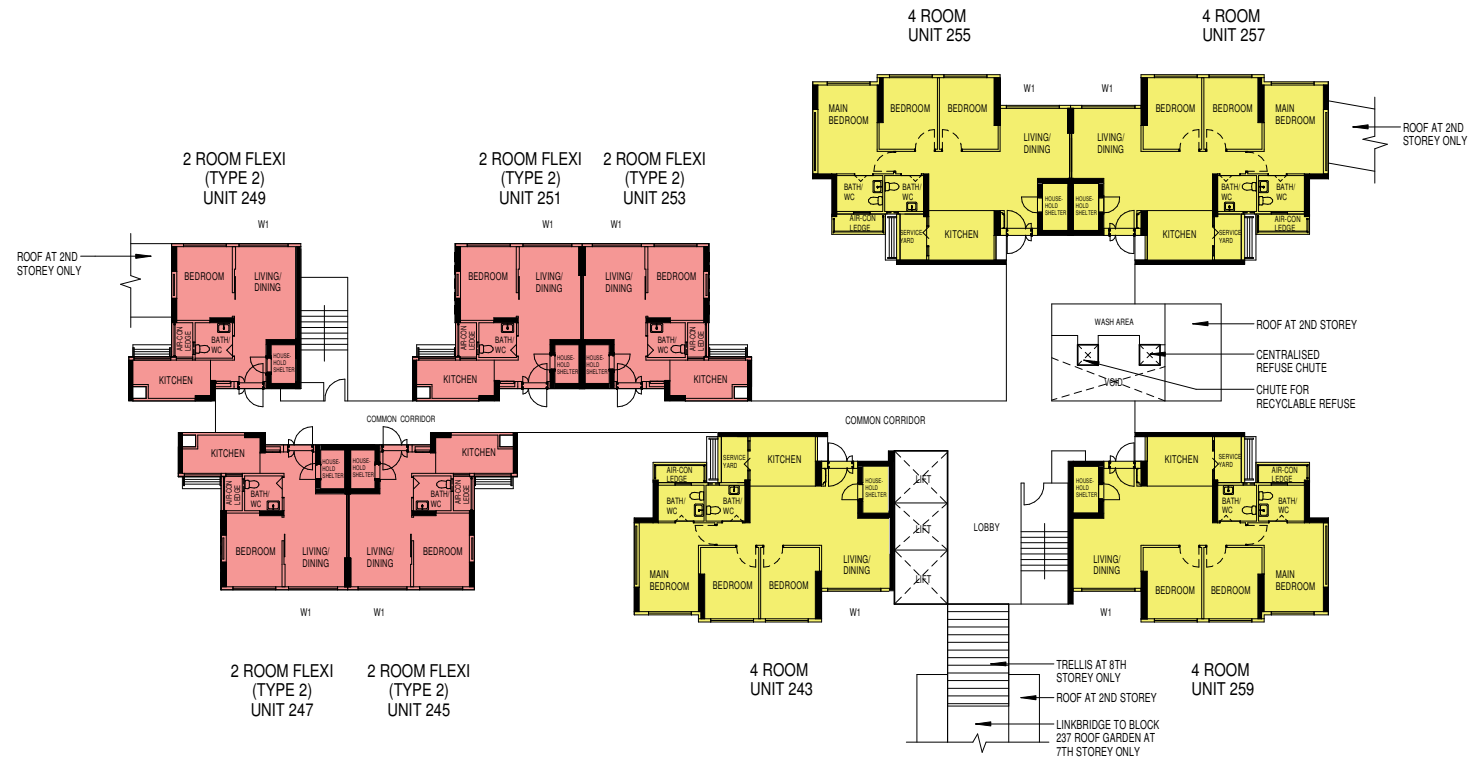 4 ROOM
UNIT 255
4 ROOM
UNIT 257
W1
W1
MAIN
BEDROOM
BEDROOM
BEDROOM
LIVING/
DINING
LIVING/
DINING
BEDROOM
BEDROOM
MAIN
BEDROOM
ROOF AT 2ND
STOREY ONLY
BATH/
WC
BATH/
WC
HOUSE-
HOLD
SHELTER
HOUSE-
HOLD
SHELTER
BATH/
WC
BATH/
WC
AIR-CON
LEDGE
SERVICE
YARD
KITCHEN
KITCHEN
SERVICE
YARD
AIR-CON
LEDGE
2 ROOM FLEXI
(TYPE 2)
UNIT 249
2 ROOM FLEXI
(TYPE 2)
UNIT 251
2 ROOM FLEXI
(TYPE 2)
UNIT 253
W1
W1
W1
ROOF AT 2ND
STOREY ONLY
BEDROOM
LIVING/
DINING
BEDROOM
LIVING/
DINING
LIVING/
DINING
BEDROOM
AIR-CON
LEDGE
BATH/
WC
HOUSE-
HOLD
SHELTER
KITCHEN
AIR-CON
LEDGE
BATH/
WC
HOUSE-
HOLD
SHELTER
HOUSE-
HOLD
SHELTER
BATH/
WC
AIR-CON
LEDGE
KITCHEN
KITCHEN
WASH AREA
VOID
ROOF AT 2ND STOREY
CENTRALISED
REFUSE CHUTE
CHUTE FOR
RECYCLABLE REFUSE
COMMON CORRIDOR
COMMON CORRIDOR
KITCHEN
HOUSE-
HOLD
SHELTER
HOUSE-
HOLD
SHELTER
KITCHEN
AIR-CON
LEDGE
BATH/
WC
BATH/
WC
AIR-CON
LEDGE
BEDROOM
LIVING/
DINING
LIVING/
DINING
BEDROOM
W1
W1
2 ROOM FLEXI
(TYPE 2)
UNIT 247
2 ROOM FLEXI
(TYPE 2)
UNIT 245
SERVICE
YARD
KITCHEN
AIR-CON
LEDGE
HOUSE-
HOLD
SHELTER
BATH/
WC
BATH/
WC
MAIN
BEDROOM
BEDROOM
BEDROOM
LIVING/
DINING
W1
4 ROOM
UNIT 243
LIFT
LIFT
LIFT
LOBBY
KITCHEN
SERVICE
YARD
AIR-CON
LEDGE
HOUSE-
HOLD
SHELTER
BATH/
WC
BATH/
WC
LIVING/
DINING
BEDROOM
BEDROOM
MAIN
BEDROOM
W1
4 ROOM
UNIT 259
TRELLIS AT 8TH
STOREY ONLY
ROOF AT 2ND STOREY
LINKBRIDGE TO BLOCK
237 ROOF GARDEN AT
7TH STOREY ONLY